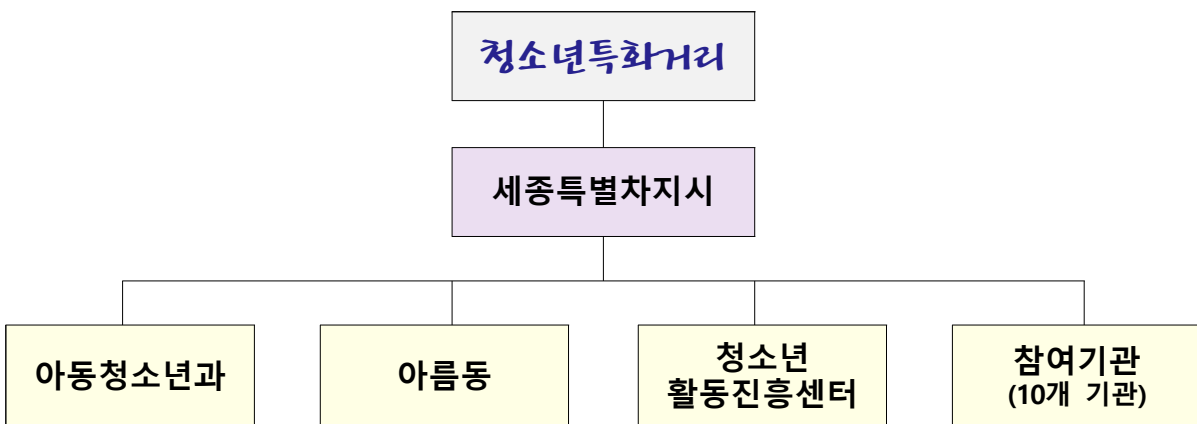 청소년특화거리
세종특별차지시
아동청소년과
아름동
청소년
활동진흥센터
참여기관
(10개 기관)